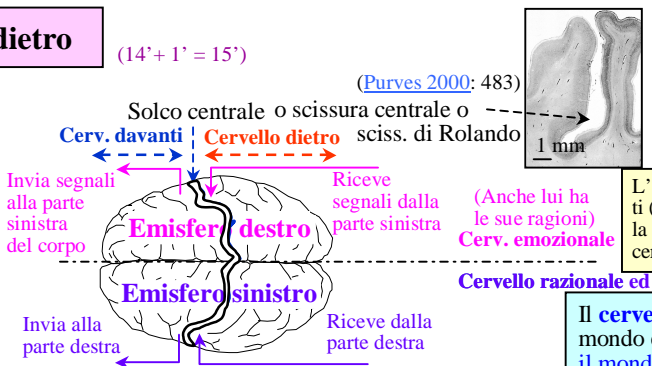 dietro
(14’+ 1’ = 15’)
(Purves 2000: 483)
Solco centrale o scissura centrale o
sciss. di Rolando
1 mm
Cerv. davanti
Cervello dietro
Invia segnali
alla parte
sinistra
del corpo
Riceve
segnali dalla
parte sinistra
(Anche lui ha
le sue ragioni)
Cerv. emozionale
L’
ti (
la
cer
Emisfero destro
Emisfero sinistro
Cervello razionale ed
Invia alla
parte destra
Riceve dalla
parte destra
Il cerve
mondo
il mond